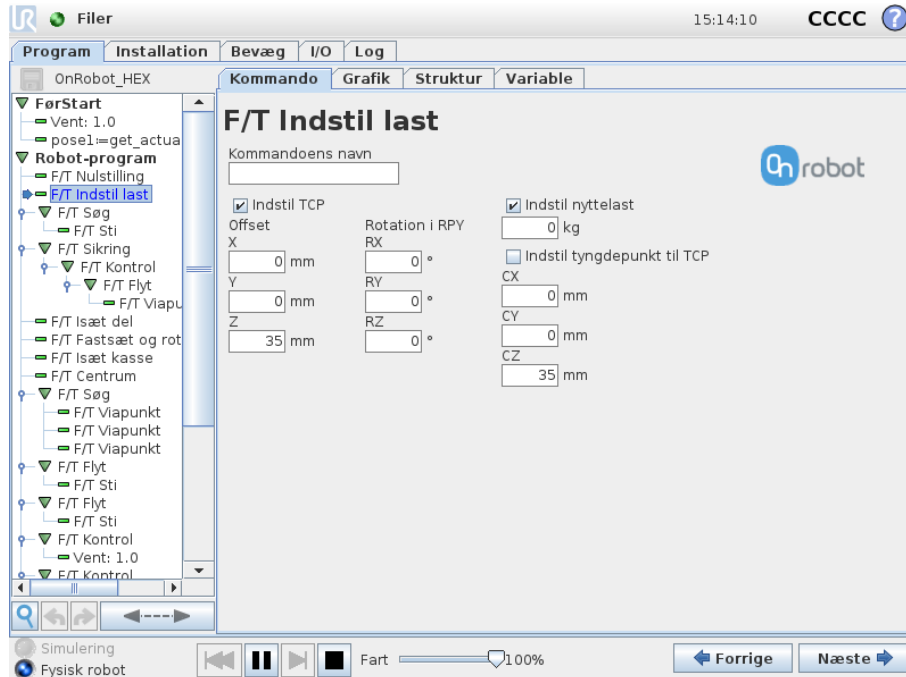 Filer 15:14:10 CCCC ?
Program Installation Bevæg I/O Log
OnRobot_HEX
Kommando Grafik Struktur Variable
FørStart
Vent: 1.0
pose1≔get_actua
Robot-program
F/T Nulstilling
F/T Indstil last
F/T Søg
F/T Sti
F/T Sikring
F/T Kontrol
F/T Flyt
F/T Viapu
F/T Isæt del
F/T Fastsæt og rot
F/T Isæt kasse
F/T Centrum
F/T Søg
F/T Viapunkt
F/T Viapunkt
F/T Viapunkt
F/T Flyt
F/T Sti
F/T Flyt
F/T Sti
F/T Kontrol
Vent: 1.0
F/T Kontrol
F/T Indstil last
Kommandoens navn
On robot
Indstil TCP
Offset Rotation i RPY
X RX
0 mm 0 °
Y RY
0 mm 0 °
Z RZ
35 mm 0 °
Indstil nyttelast
0 kg
Indstil tyngdepunkt til TCP
CX
0 mm
CY
0 mm
CZ
35 mm
Simulering
Fysisk robot
Fart 100%
Forrige Næste